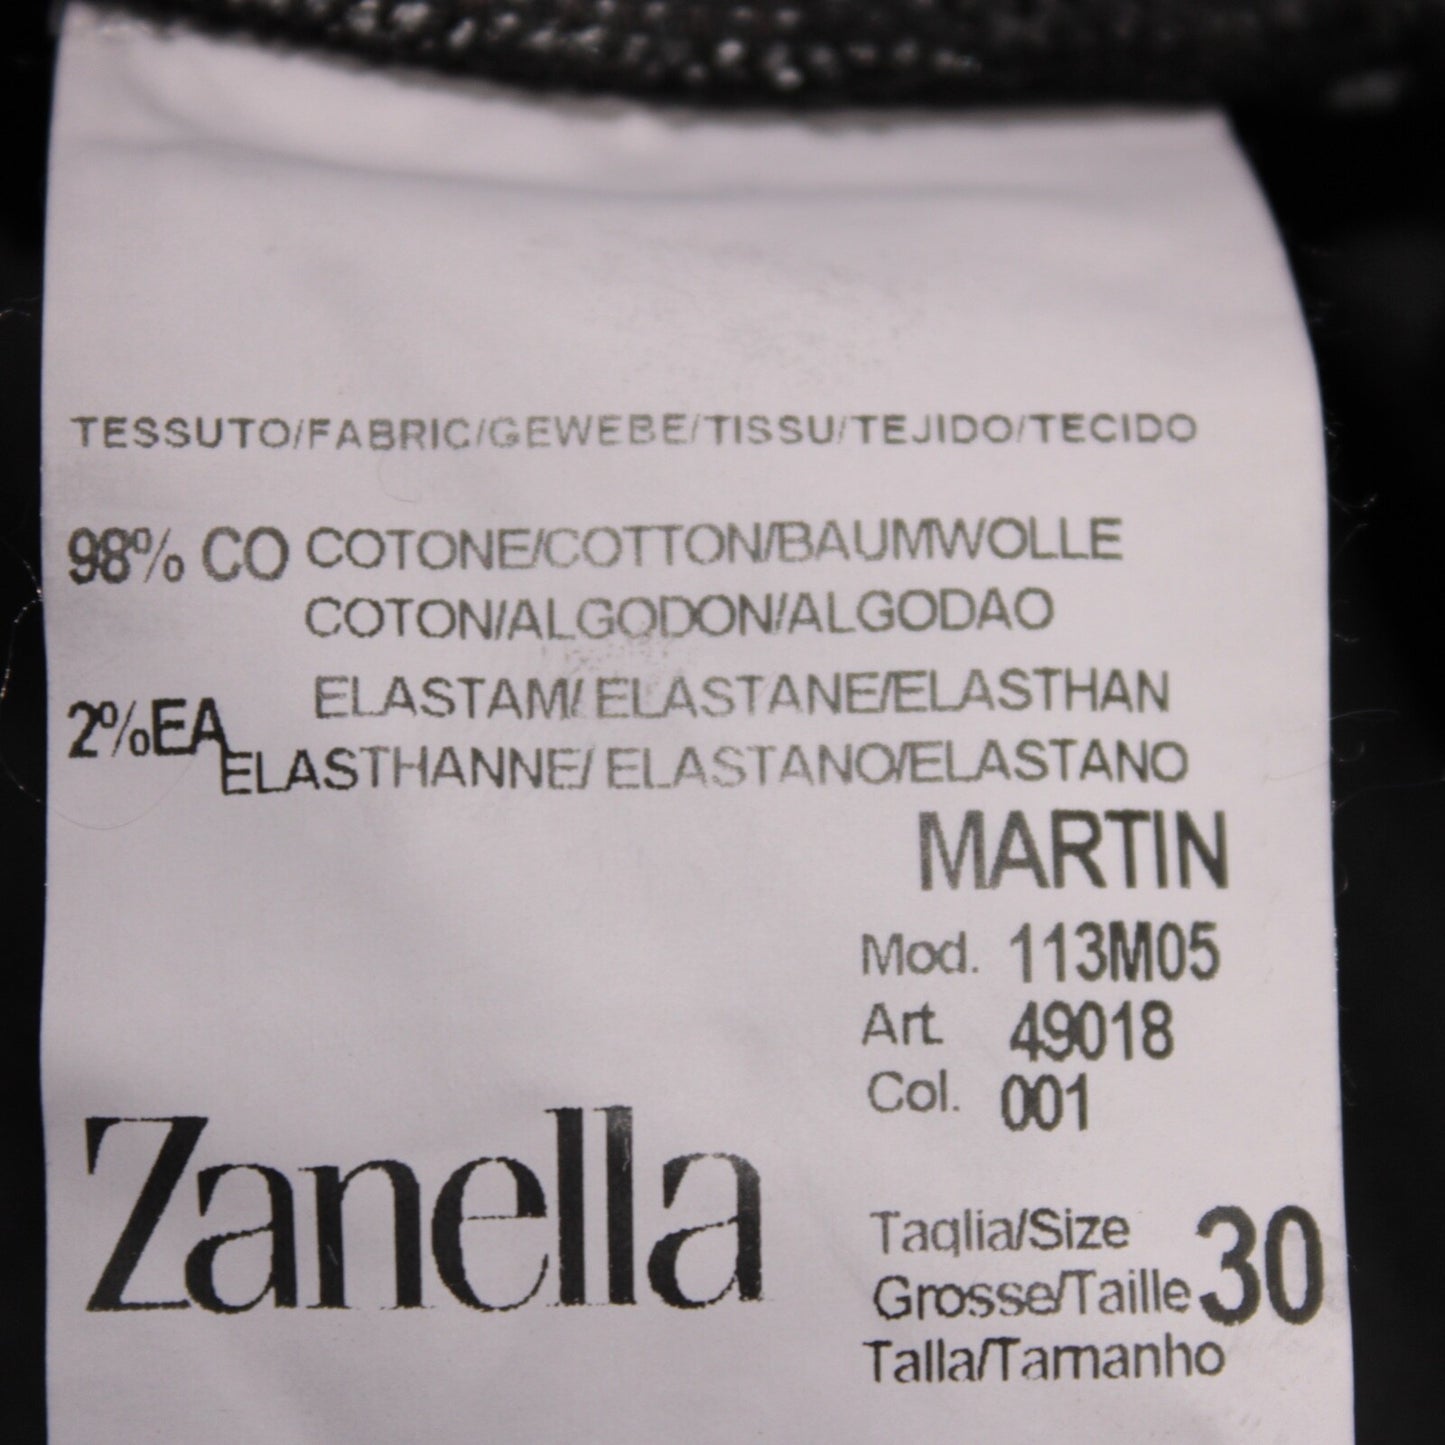 TESSUTO/FABRIC/GEWEBE/TISSU/TEJIDO/TECIDO
98% CO COTONE/COTTON/BAUMWOLLE
COTON/ALGODON/ALGODAO
2%EA ELASTAM/ ELASTANE/ELASTHAN
ELASTHANNE/ ELASTANO/ELASTANO
MARTIN
Mod. 113M05
Art. 49018
Col. 001
Zanella
Taglia/Size
Grosse/Taille 30
Talla/Tamanho